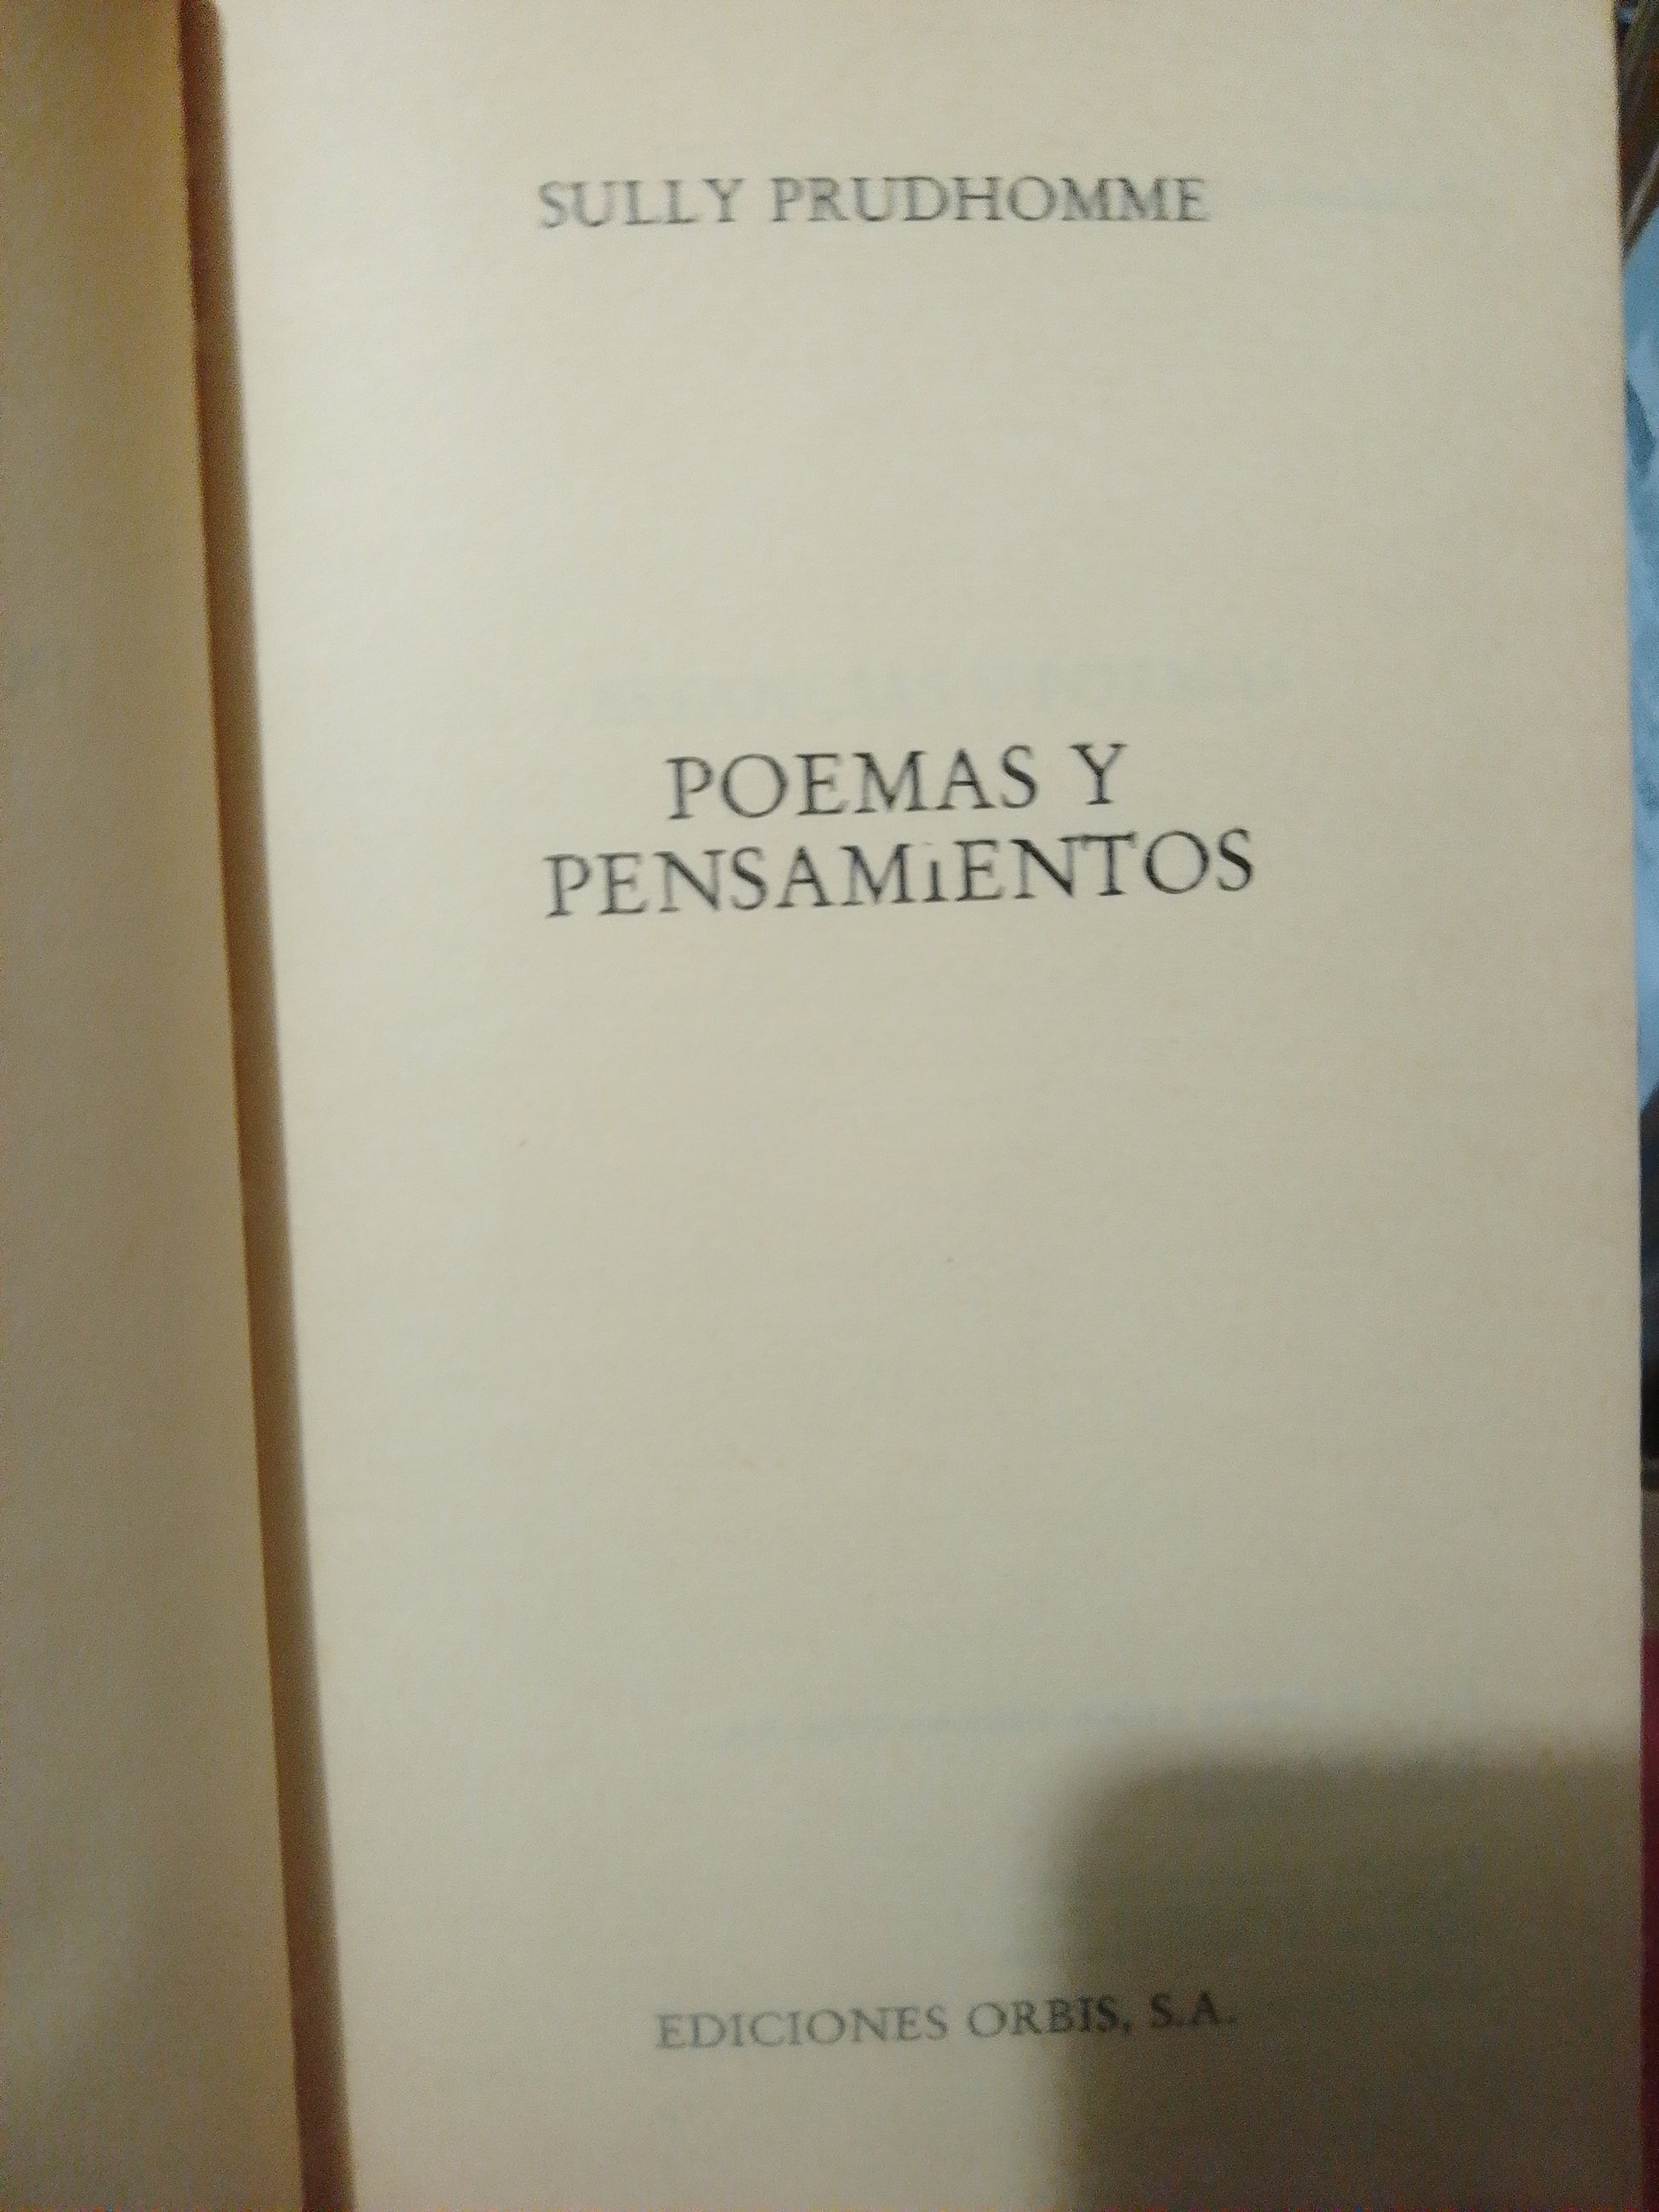 SULLY PRUDHOMME
POEMAS Y
PENSAMiENTOS
EDICIONES ORBIS, S.A.